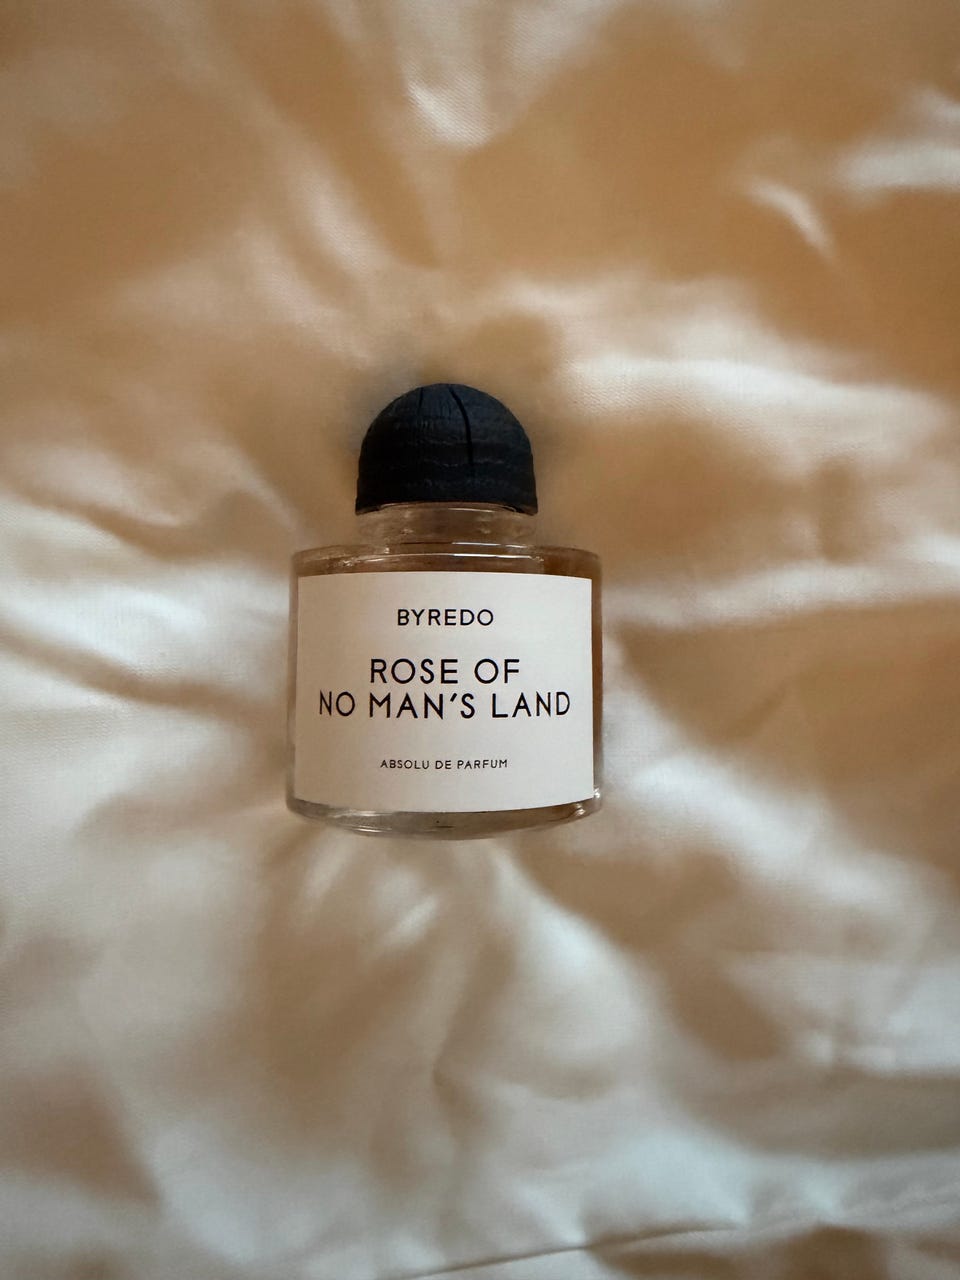 BYREDO
ROSE OF
NO MAN'S LAND
ABSOLU DE PARFUM